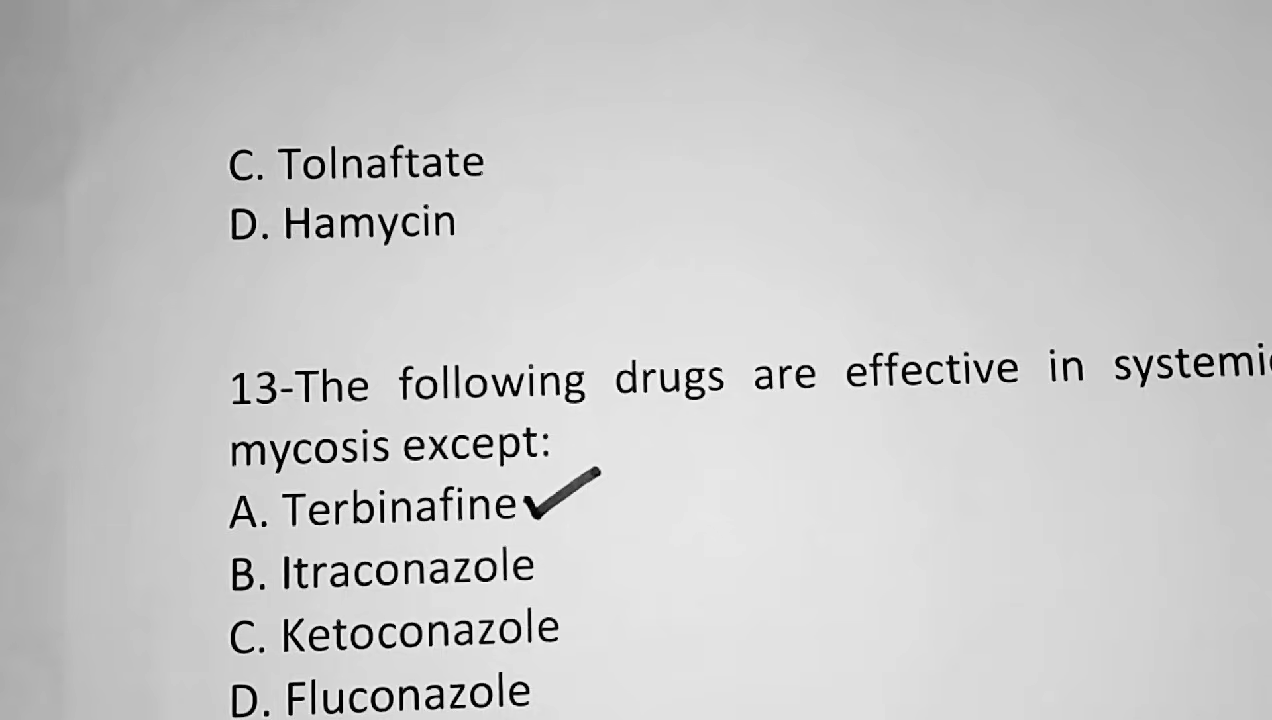 C. Tolnaftate
D. Hamycin
13-The following drugs are effective in
mycosis except:
A. Terbinafine
B. Itraconazole
C. Ketoconazole
D. Fluconazole